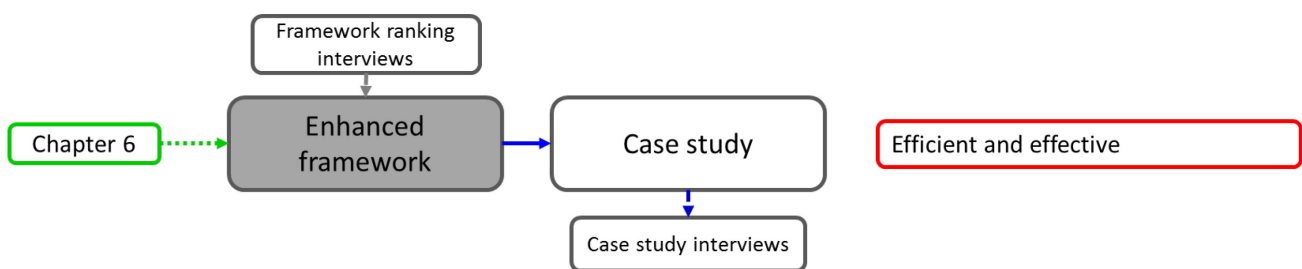 Framework ranking
interviews
Chapter 6
Enhanced
framework
Case study
Efficient and effective
Case study interviews